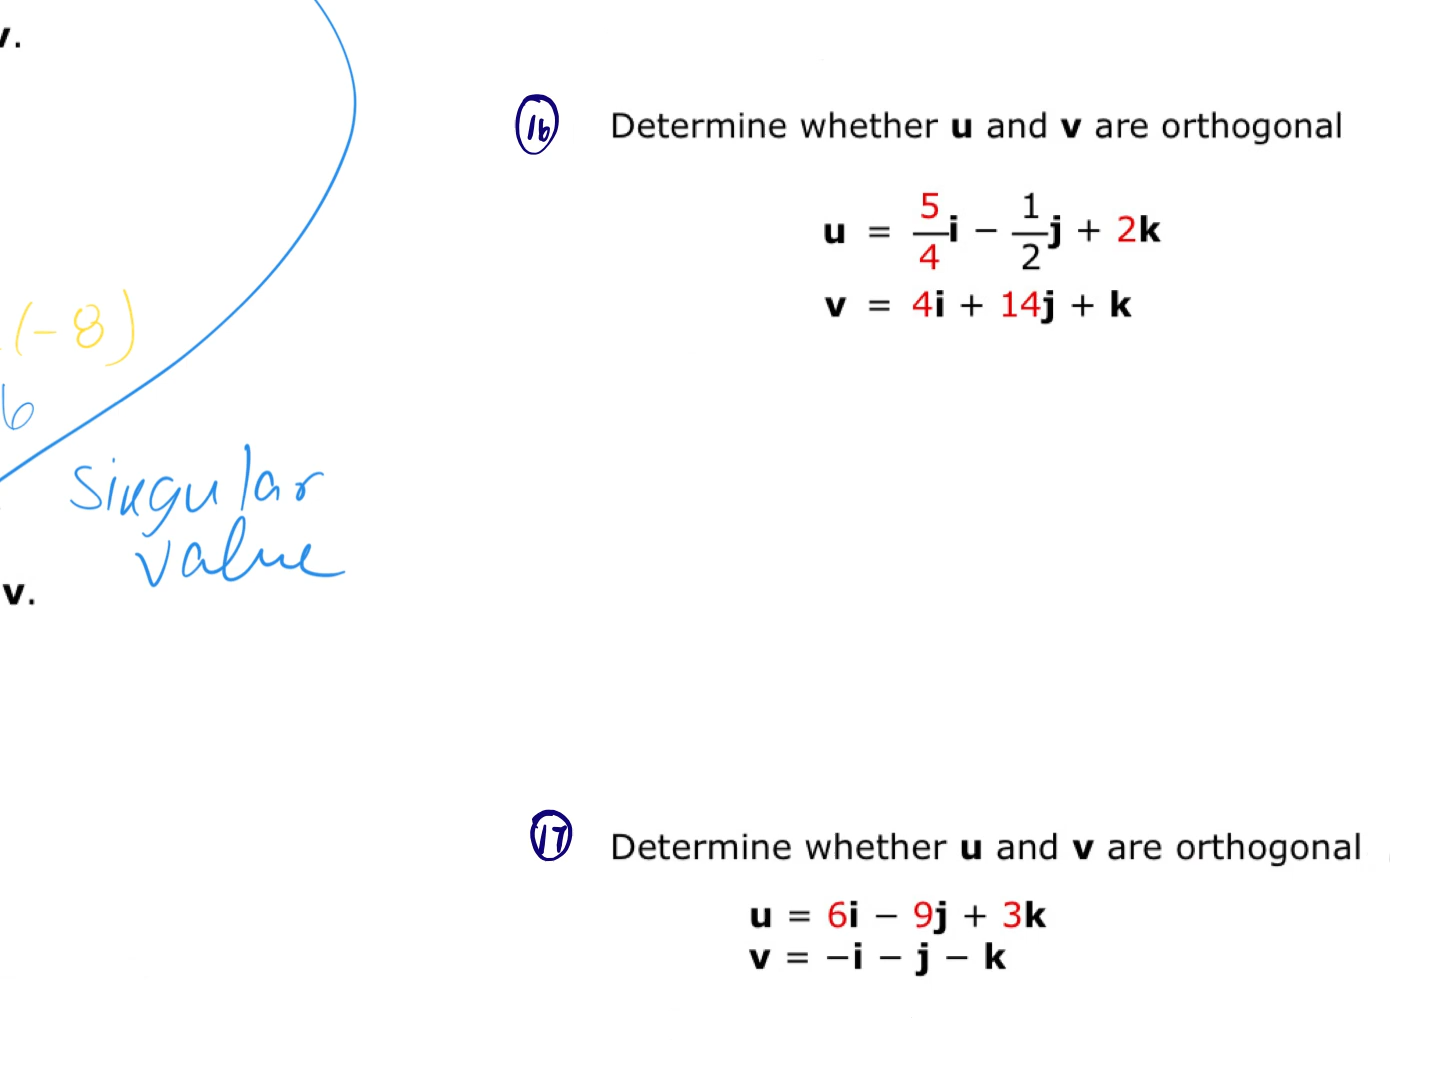 v.
(-8)
6
singular
value
v.
16 Determine whether u and v are orthogonal
u = 5/4 i − 1/2 j + 2k
v = 4i + 14j + k
17 Determine whether u and v are orthogonal
u = 6i − 9j + 3k
v = −i − j − k